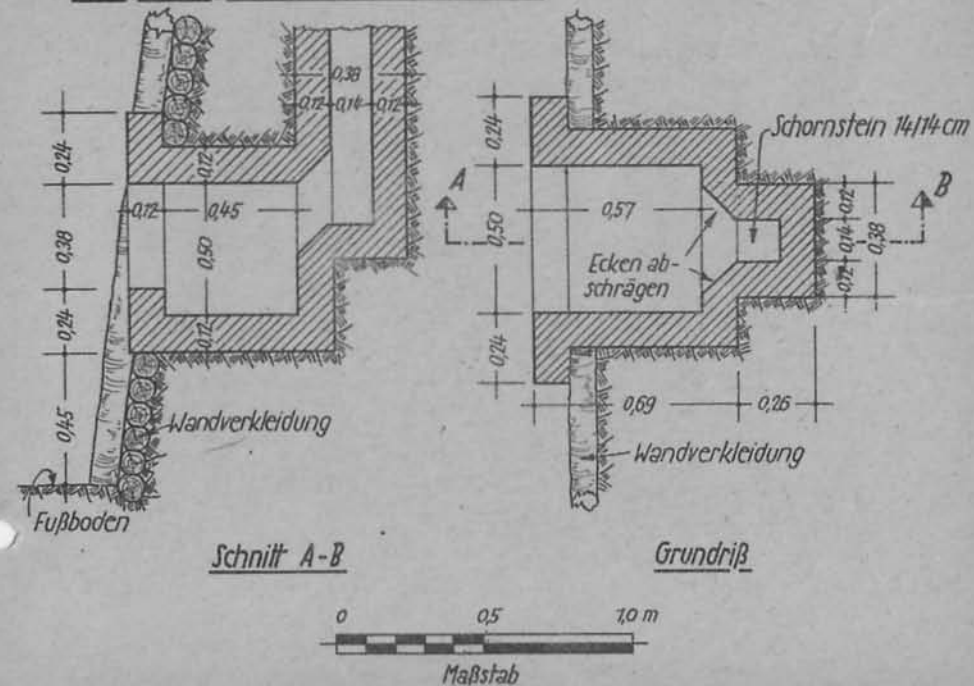 0,38
0,12
0,14
0,12
0,24
0,12
0,38
0,12
0,45
0,50
0,24
0,12
0,45
Wandverkleidung
Fußboden
Schnitt A-B
Schornstein 14/14 cm
0,24
A
B
0,57
0,50
0,12
0,14
0,38
0,12
Ecken ab-
schrägen
0,24
0,69
0,26
Wandverkleidung
Grundriß
0
0,5
1,0 m
Maßstab